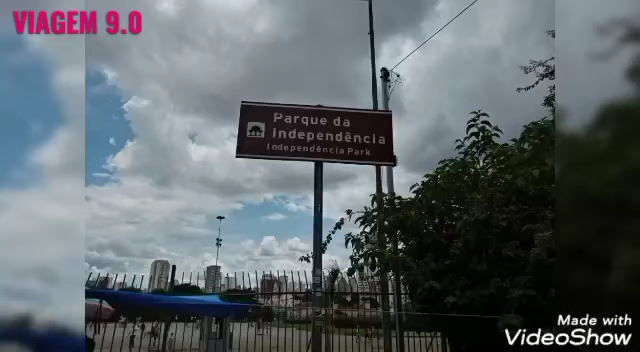 VIAGEM 9.0
Parque da
Independência
Independência Park
Made with
VideoShow